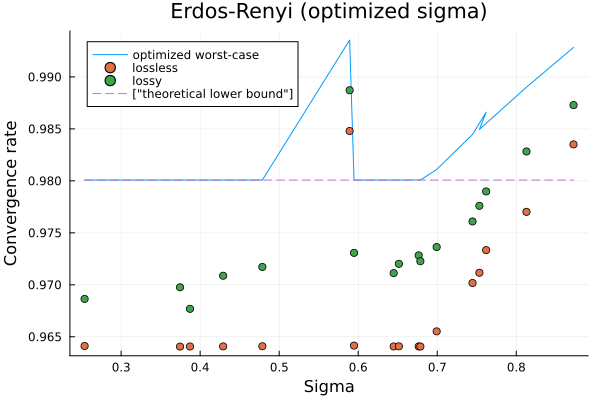 Erdos-Renyi (optimized sigma)
optimized worst-case
lossless
lossy
["theoretical lower bound"]
Convergence rate
0.990
0.985
0.980
0.975
0.970
0.965
0.3 0.4 0.5 0.6 0.7 0.8
Sigma